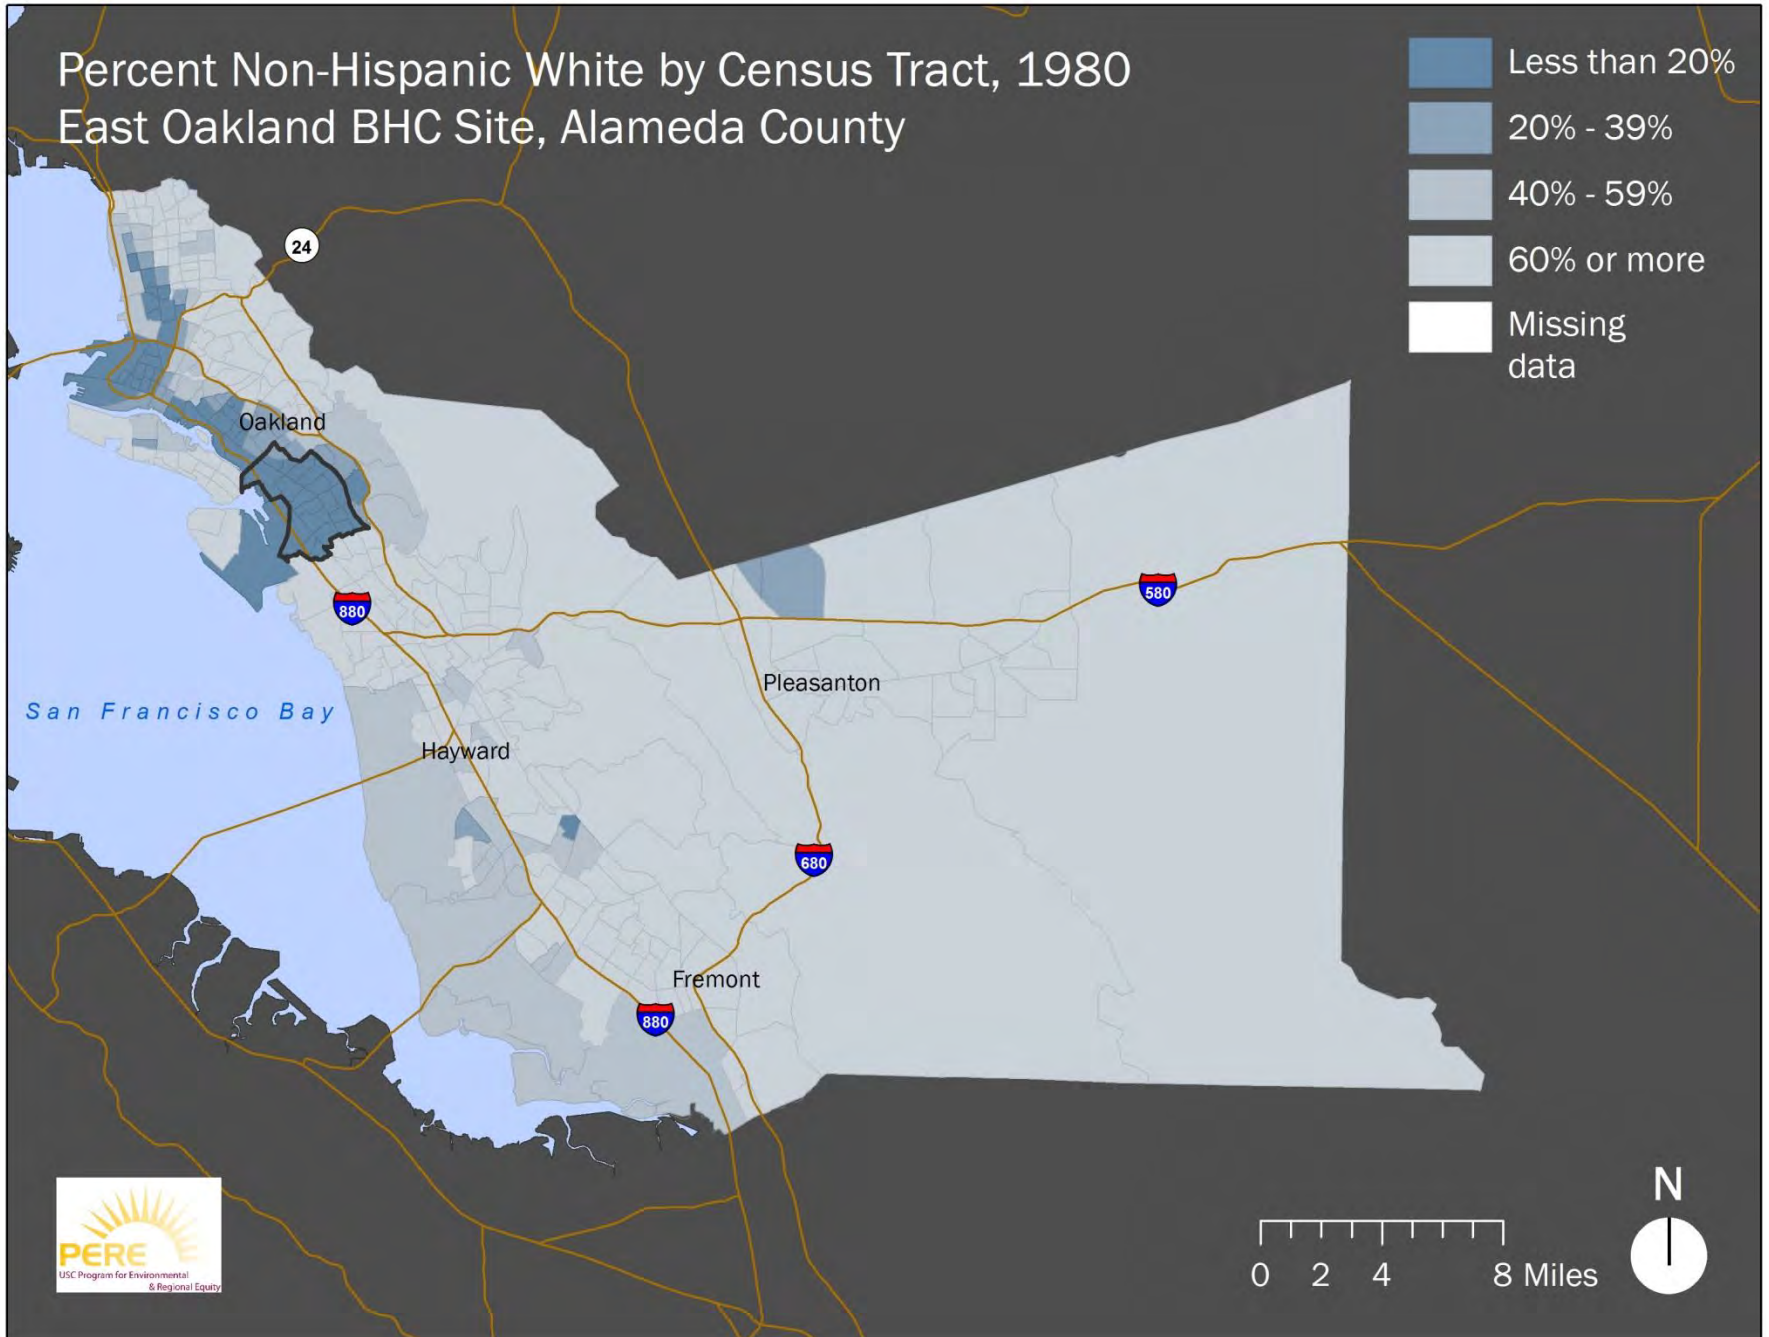 Percent Non-Hispanic White by Census Tract, 1980
East Oakland BHC Site, Alameda County
Less than 20%
20% - 39%
40% - 59%
60% or more
Missing
data
24
Oakland
880
580
Pleasanton
San Francisco Bay
Hayward
680
Fremont
880
PERE
USC Program for Environmental
& Regional Equity
N
0 2 4 8 Miles